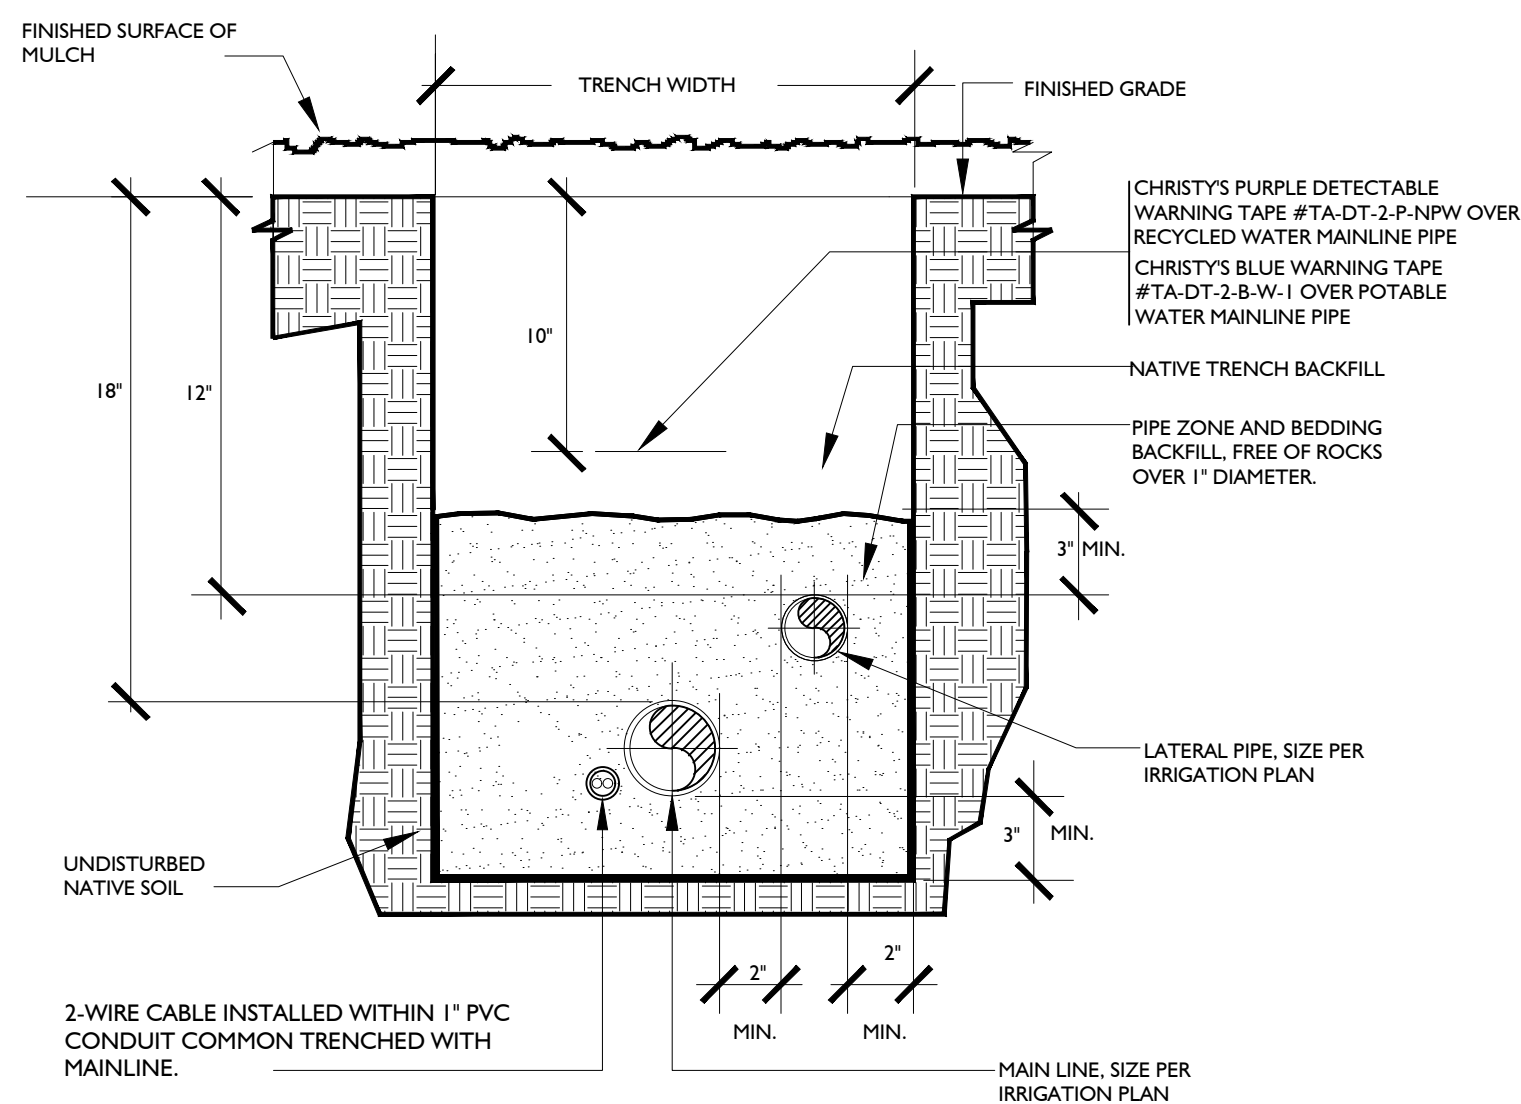 FINISHED SURFACE OF
MULCH
TRENCH WIDTH
FINISHED GRADE
CHRISTY'S PURPLE DETECTABLE
WARNING TAPE #TA-DT-2-P-NPW OVER
RECYCLED WATER MAINLINE PIPE
CHRISTY'S BLUE WARNING TAPE
#TA-DT-2-B-W-1 OVER POTABLE
WATER MAINLINE PIPE
10"
18"
12"
NATIVE TRENCH BACKFILL
PIPE ZONE AND BEDDING
BACKFILL, FREE OF ROCKS
OVER 1" DIAMETER.
3" MIN.
LATERAL PIPE, SIZE PER
IRRIGATION PLAN
3" MIN.
UNDISTURBED
NATIVE SOIL
2"
MIN.
2"
MIN.
2-WIRE CABLE INSTALLED WITHIN 1" PVC
CONDUIT COMMON TRENCHED WITH
MAINLINE.
MAIN LINE, SIZE PER
IRRIGATION PLAN